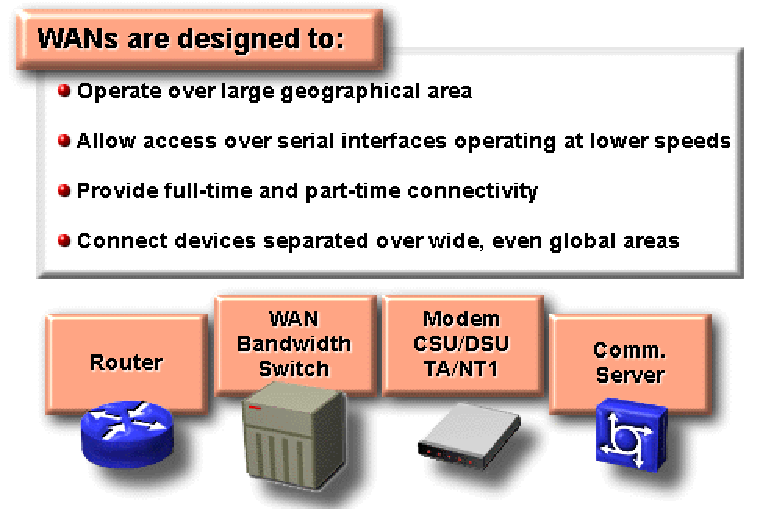 WANs are designed to:
Operate over large geographical area
Allow access over serial interfaces operating at lower speeds
Provide full-time and part-time connectivity
Connect devices separated over wide, even global areas
Router
WAN
Bandwidth
Switch
Modem
CSU/DSU
TA/NT1
Comm.
Server